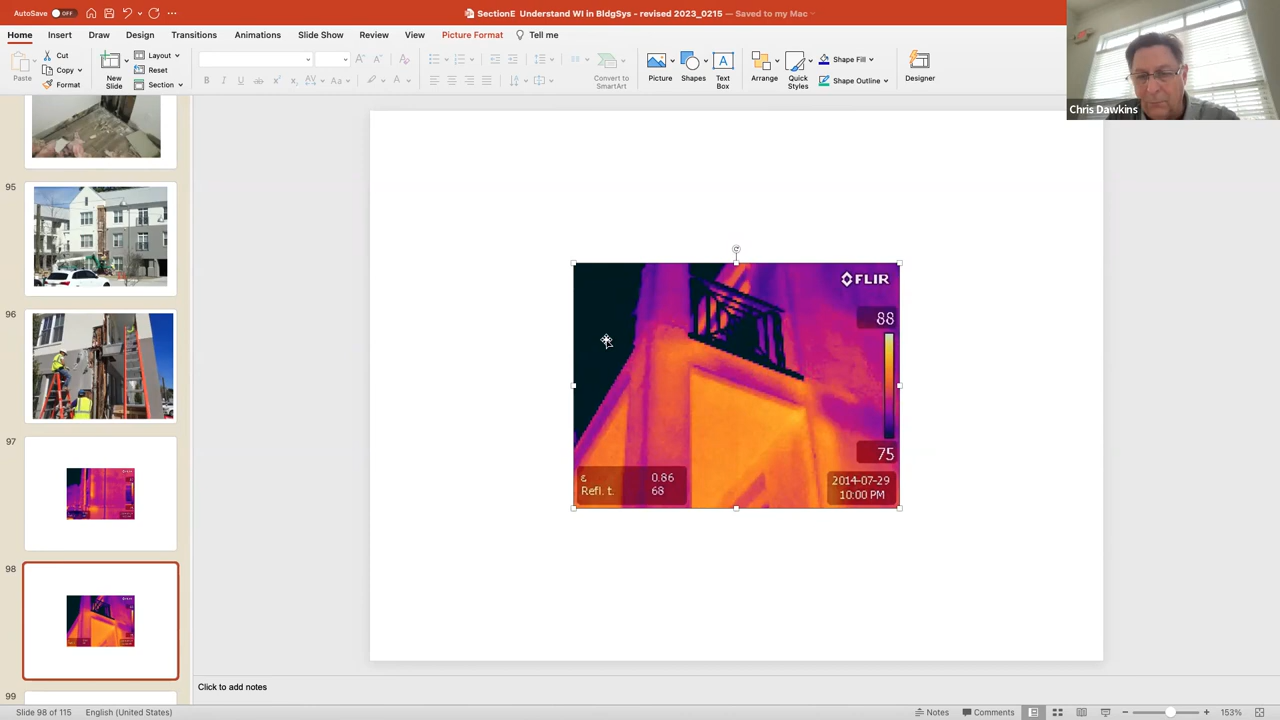 AutoSave OFF
SectionE Understand WI in BldgSys - revised 2023_0215 — Saved to my Mac
Home Insert Draw Design Transitions Animations Slide Show Review View Picture Format Tell me
Paste
Cut
Copy
Format
New
Slide
Layout
Reset
Section
Convert to
SmartArt
Picture
Shapes
Text
Box
Arrange
Quick
Styles
Shape Fill
Shape Outline
Designer
Chris Dawkins
95
96
97
98
99
FLIR
88
75
ε 0.86
Refl. t. 68
2014-07-29
10:00 PM
Click to add notes
Slide 98 of 115 English (United States) Notes Comments 153%